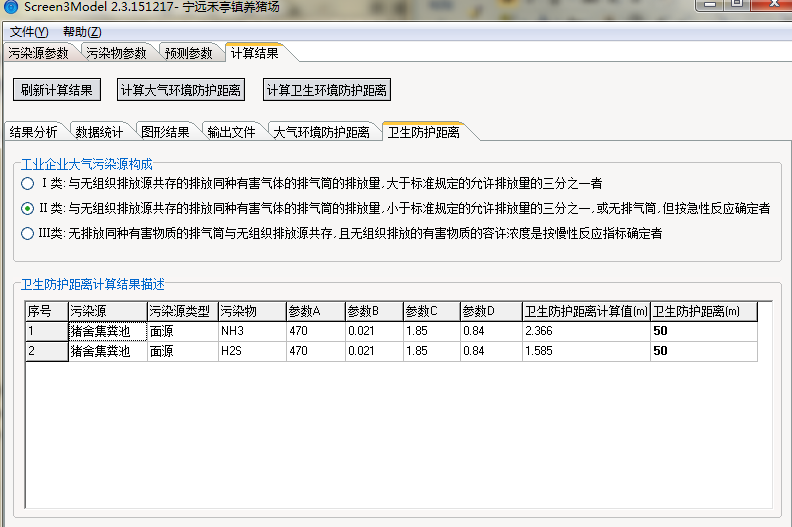 Screen3Model 2.3.151217- 宁远禾亭镇养猪场
文件(Y) 帮助(Z)
污染源参数 污染物参数 预测参数 计算结果
刷新计算结果 计算大气环境防护距离 计算卫生环境防护距离
结果分析 数据统计 图形结果 输出文件 大气环境防护距离 卫生防护距离
工业企业大气污染源构成
I 类: 与无组织排放源共存的排放同种有害气体的排气筒的排放量, 大于标准规定的允许排放量的三分之一者
II 类: 与无组织排放源共存的排放同种有害气体的排气筒的排放量, 小于标准规定的允许排放量的三分之一, 或无排气筒, 但按急性反应确定者
III类: 无排放同种有害物质的排气筒与无组织排放源共存, 且无组织排放的有害物质的容许浓度是按慢性反应指标确定者
卫生防护距离计算结果描述
序号 污染源 污染源类型 污染物 参数A 参数B 参数C 参数D 卫生防护距离计算值(m) 卫生防护距离(m)
1 猪舍集粪池 面源 NH3 470 0.021 1.85 0.84 2.366 50
2 猪舍集粪池 面源 H2S 470 0.021 1.85 0.84 1.585 50